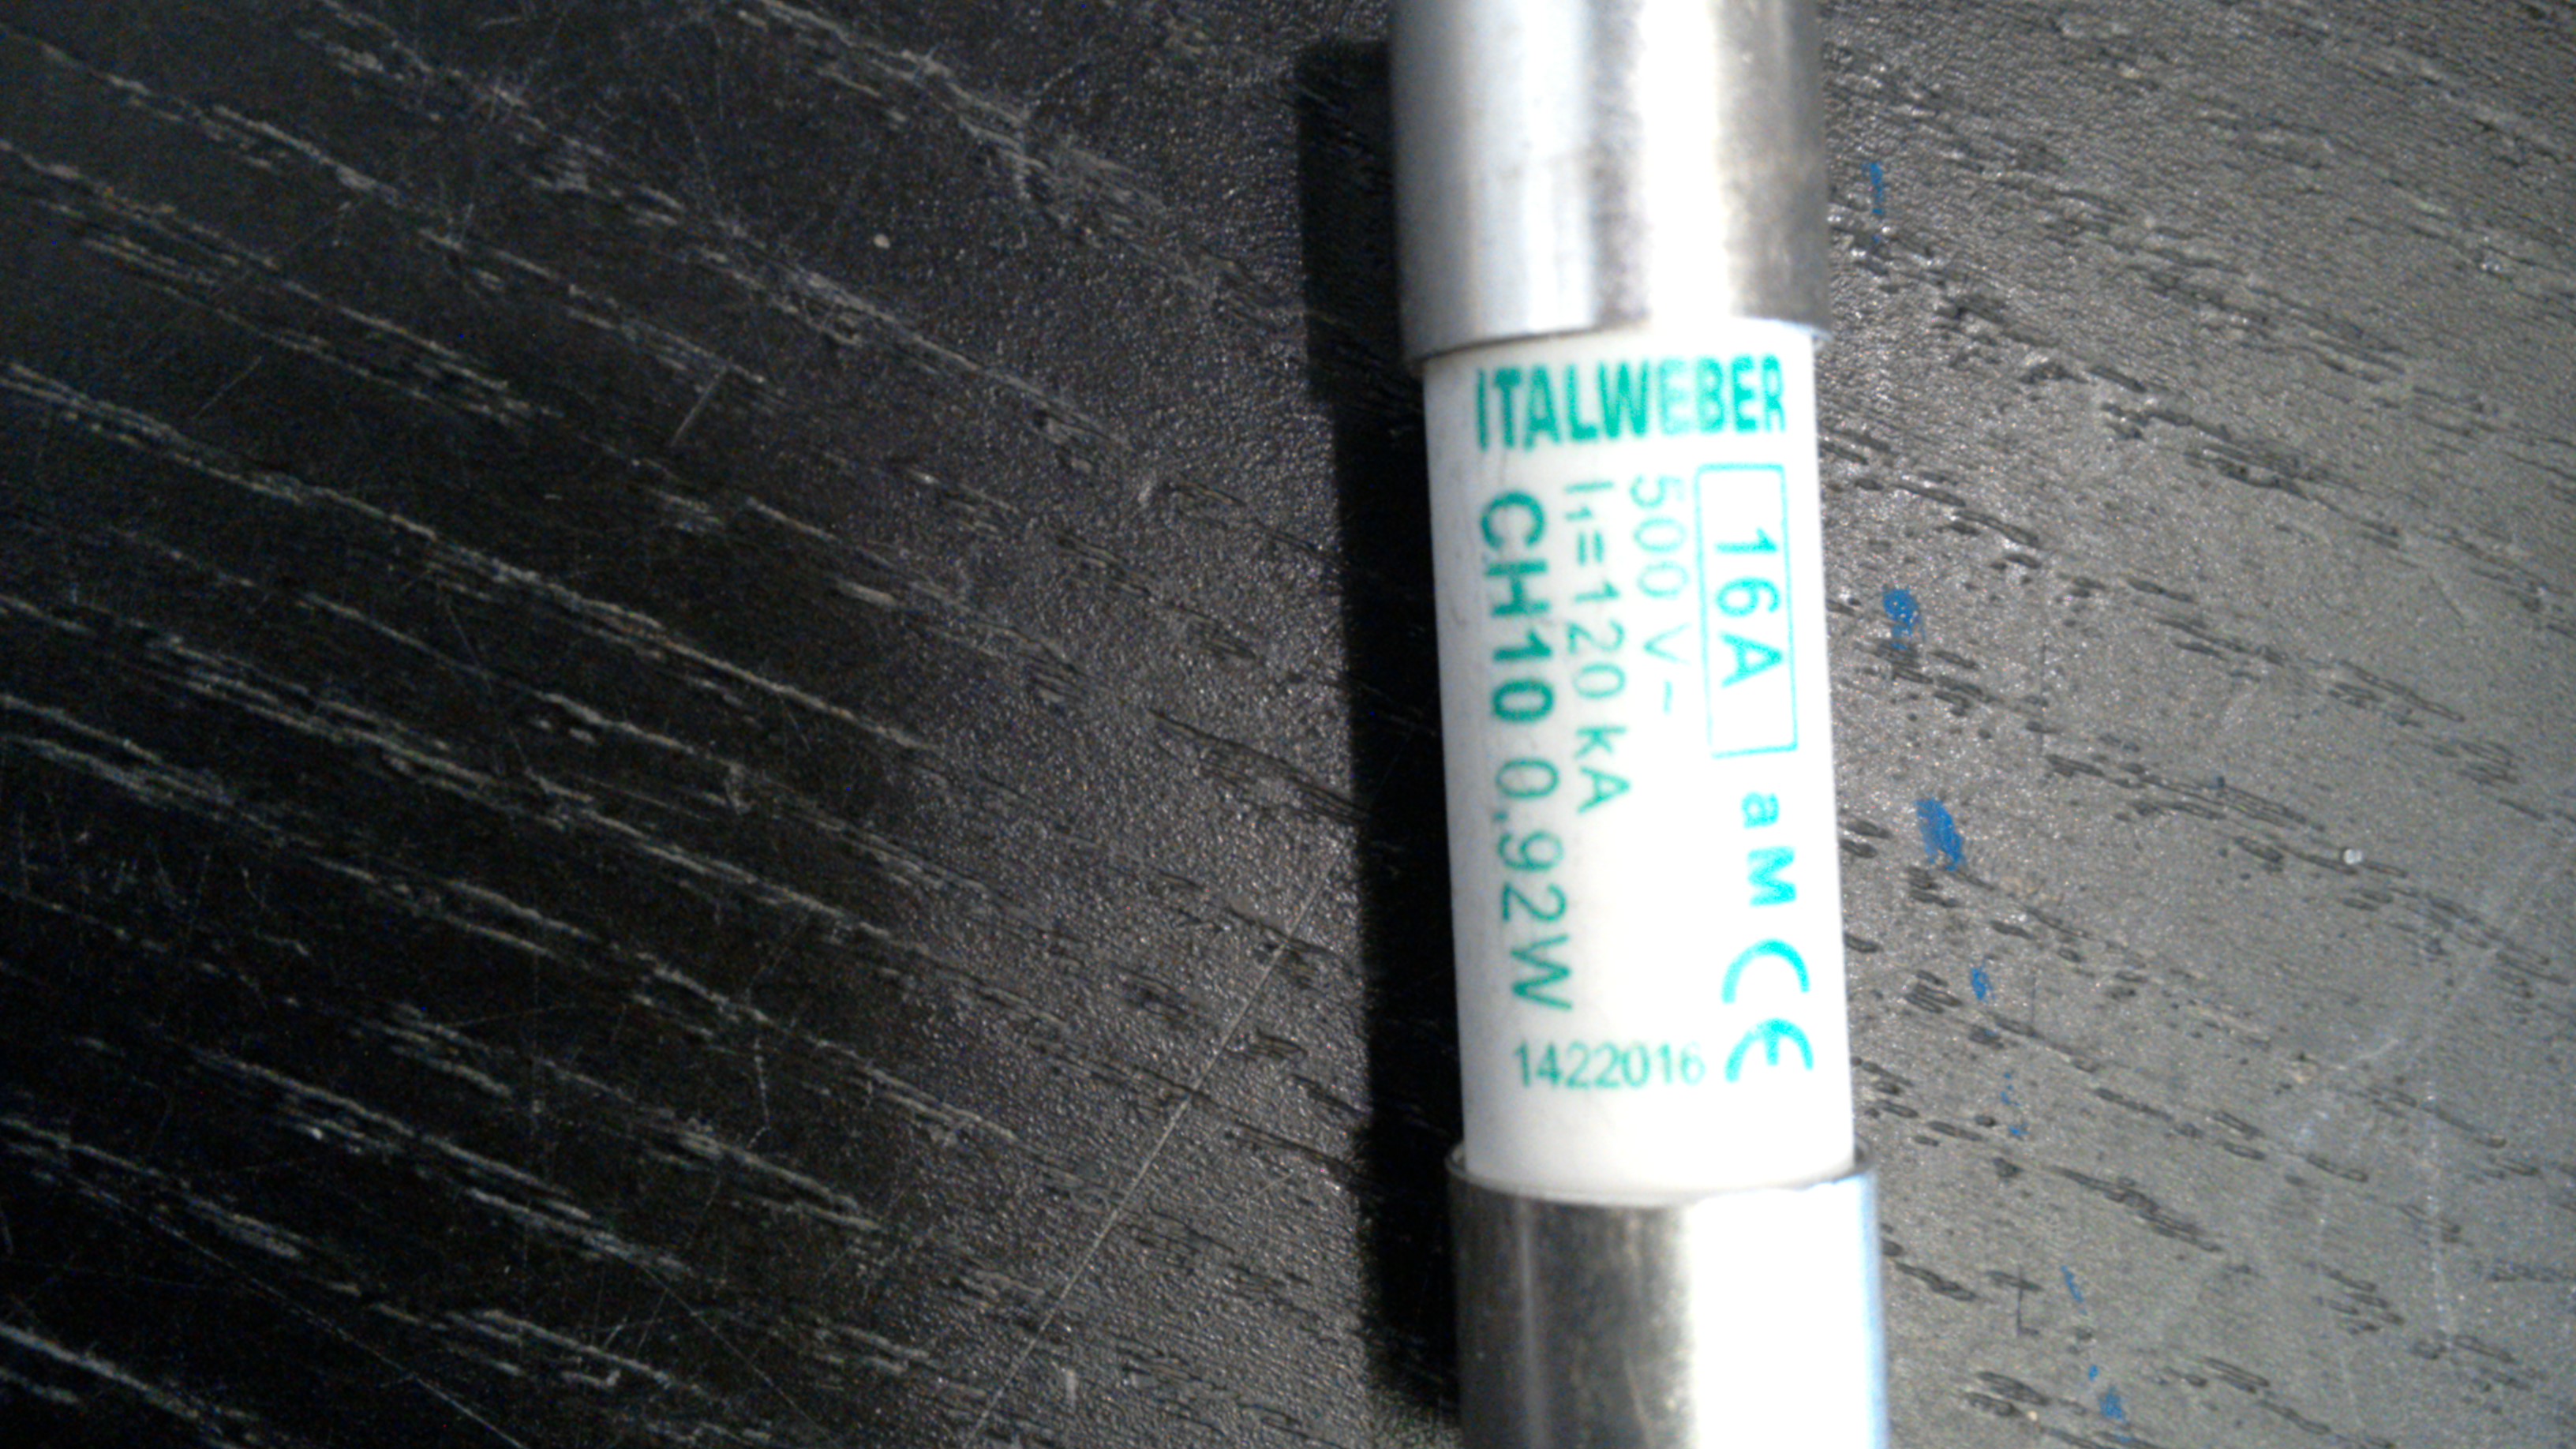 ITALWEBER
16A aM CE
500 V ~
I₁=120 kA
CH10 0,92W
1422016